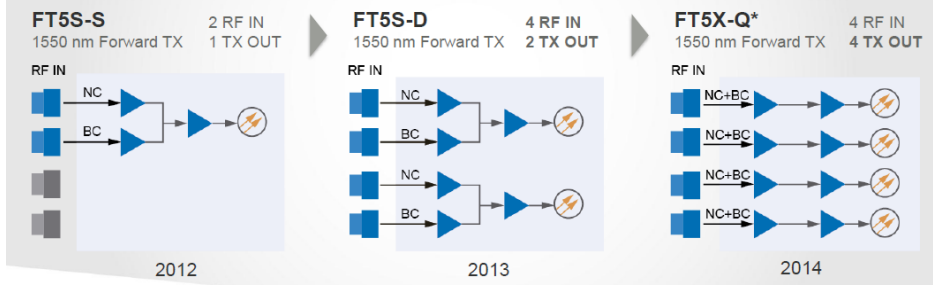 FT5S-S 2 RF IN
1550 nm Forward TX 1 TX OUT
RF IN
NC
BC
2012
FT5S-D 4 RF IN
1550 nm Forward TX 2 TX OUT
RF IN
NC
BC
NC
BC
2013
FT5X-Q* 4 RF IN
1550 nm Forward TX 4 TX OUT
RF IN
NC+BC
NC+BC
NC+BC
NC+BC
2014